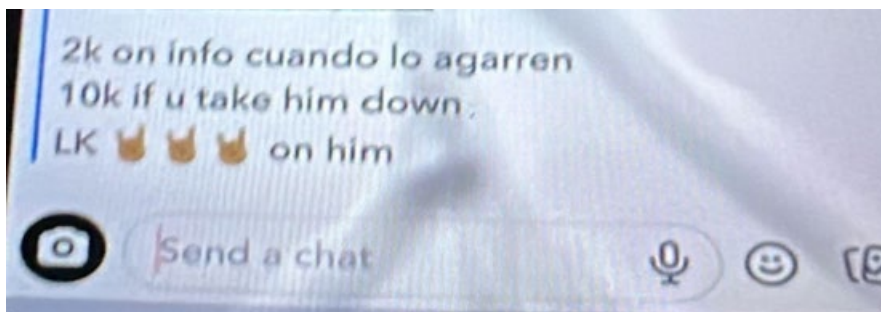 2k on info cuando lo agarren
10k if u take him down.
LK 🤘🏽 🤘🏽 🤘🏽 on him
Send a chat